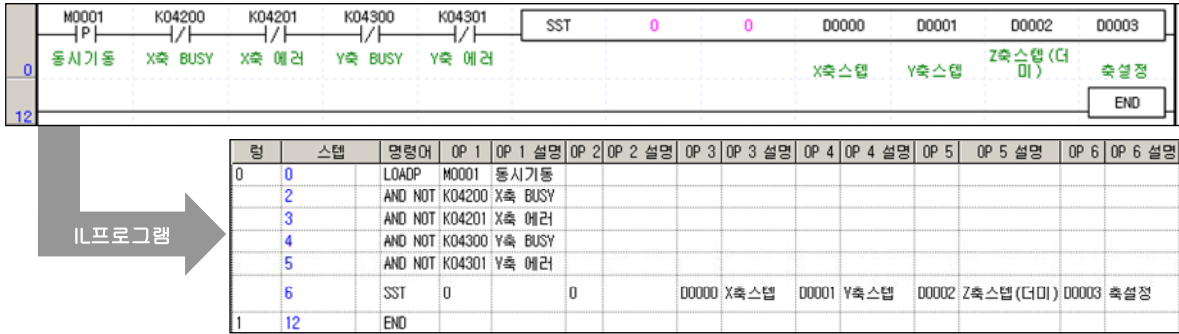 M0001 K04200 K04201 K04300 K04301
P
SST 0 0 D0000 D0001 D0002 D0003
동시기동 X축 BUSY X축 에러 Y축 BUSY Y축 에러
X축스텝 Y축스텝 Z축스텝(더미) 축설정
0
END
12
IL프로그램
렁 스텝 명령어 OP 1 OP 1 설명 OP 2 OP 2 설명 OP 3 OP 3 설명 OP 4 OP 4 설명 OP 5 OP 5 설명 OP 6 OP 6 설명
0 0 LOADP M0001 동시기동
2 AND NOT K04200 X축 BUSY
3 AND NOT K04201 X축 에러
4 AND NOT K04300 Y축 BUSY
5 AND NOT K04301 Y축 에러
6 SST 0 0 D0000 X축스텝 D0001 Y축스텝 D0002 Z축스텝(더미) D0003 축설정
1 12 END